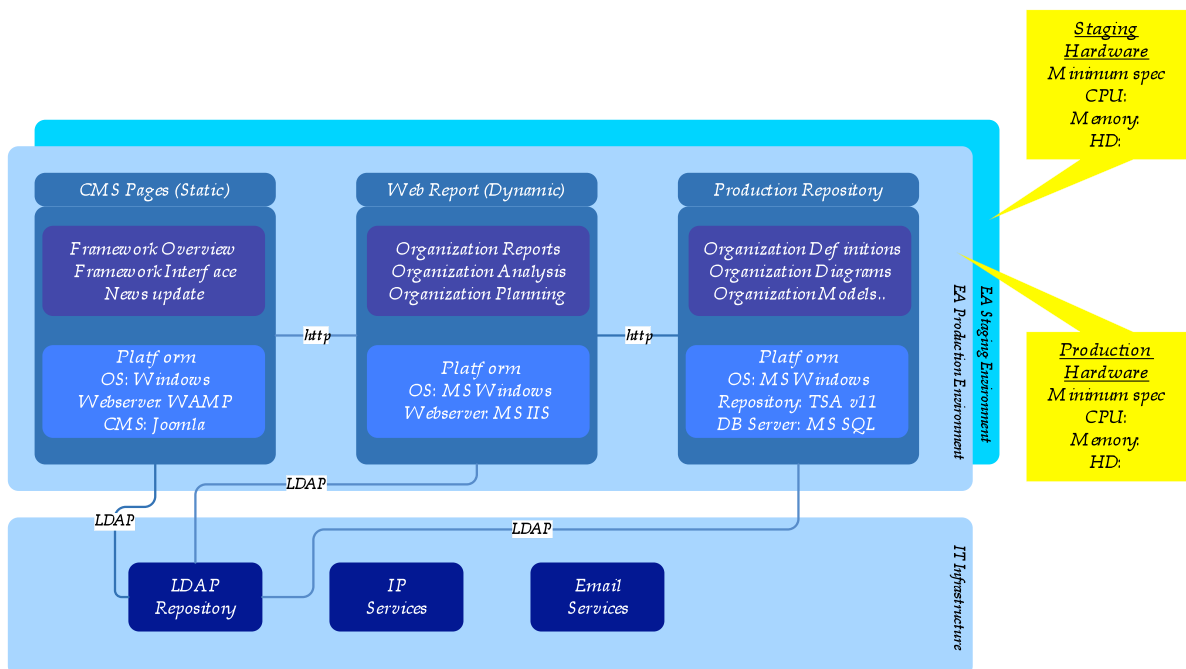 Staging
Hardware
Minimum spec
CPU:
Memory:
HD:
CMS Pages (Static)
Web Report (Dynamic)
Production Repository
Framework Overview
Framework Interface
News update
Organization Reports
Organization Analysis
Organization Planning
Organization Definitions
Organization Diagrams
Organization Models..
http
http
Platform
OS: Windows
Webserver: WAMP
CMS: Joomla
Platform
OS: MS Windows
Webserver: MS IIS
Platform
OS: MS Windows
Repository: TSA v11
DB Server: MS SQL
EA Production Environment
EA Staging Environment
Production
Hardware
Minimum spec
CPU:
Memory:
HD:
LDAP
LDAP
LDAP
LDAP
Repository
IP
Services
Email
Services
IT Infrastructure